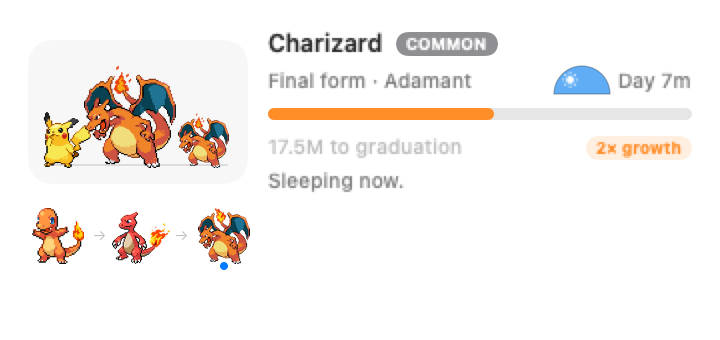 Charizard COMMON
Final form · Adamant Day 7m
17.5M to graduation 2× growth
Sleeping now.